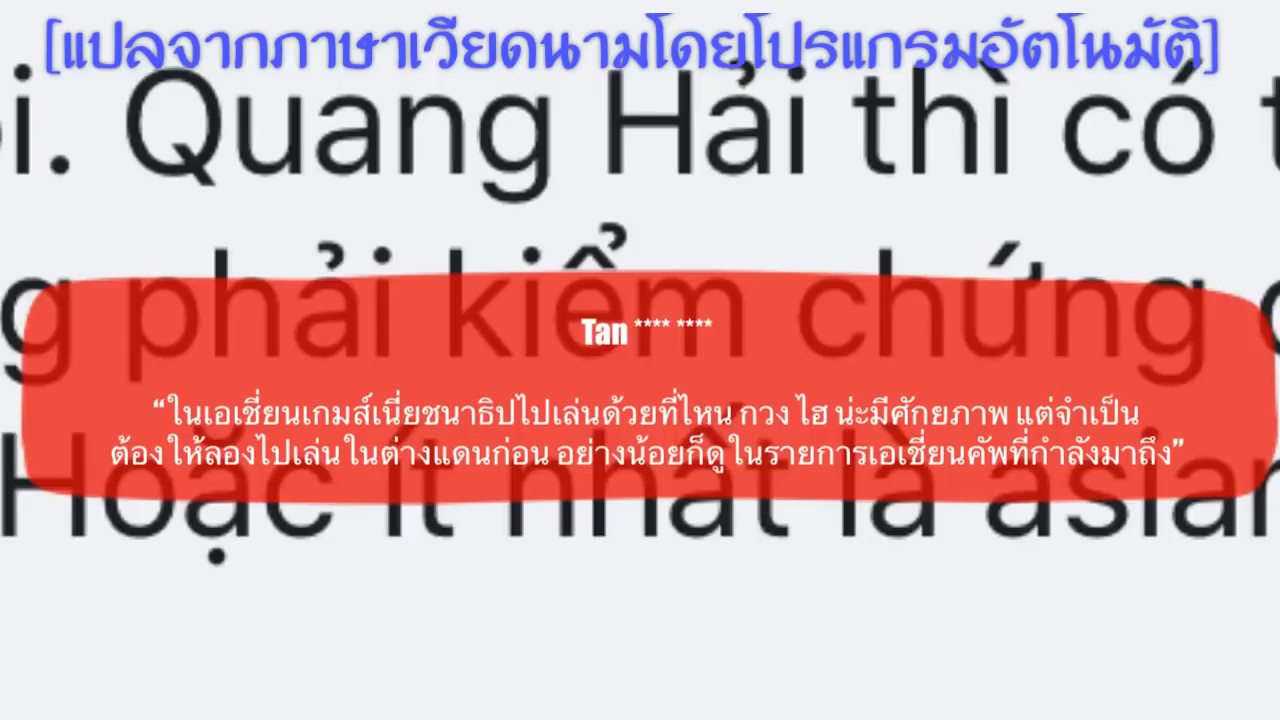 [แปลจากภาษาเวียดนามโดยโปรแกรมอัตโนมัติ]
i. Quang Hải thì có t
g phải kiểm chứng
Tan **** ****
“ในเอเชี่ยนเกมส์เนี่ยชนาธิปไปเล่นด้วยที่ไหน กวง ไฮ น่ะมีศักยภาพ แต่จำเป็น
ต้องให้ลองไปเล่นในต่างแดนก่อน อย่างน้อยก็ดูในรายการเอเชี่ยนคัพที่กำลังมาถึง”
Hoặc ít nhất là asian